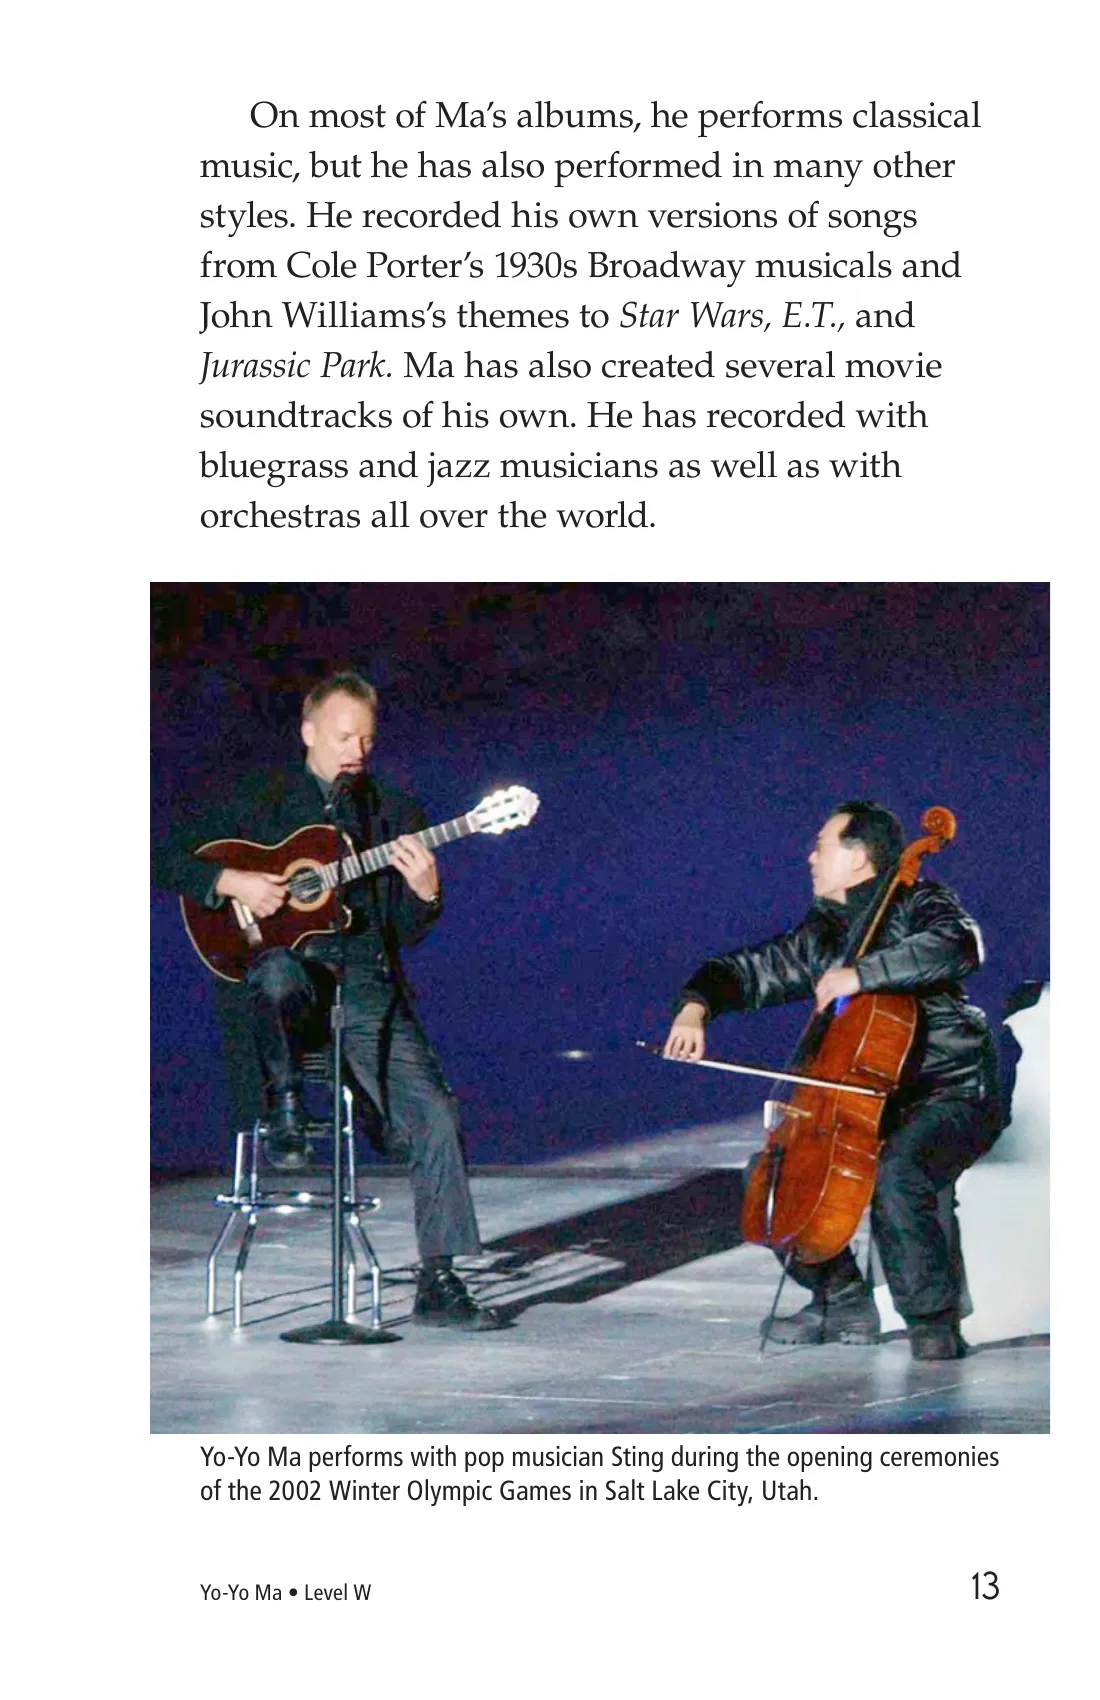 On most of Ma’s albums, he performs classical
music, but he has also performed in many other
styles. He recorded his own versions of songs
from Cole Porter’s 1930s Broadway musicals and
John Williams’s themes to Star Wars, E.T., and
Jurassic Park. Ma has also created several movie
soundtracks of his own. He has recorded with
bluegrass and jazz musicians as well as with
orchestras all over the world.
Yo-Yo Ma performs with pop musician Sting during the opening ceremonies
of the 2002 Winter Olympic Games in Salt Lake City, Utah.
Yo-Yo Ma • Level W
13